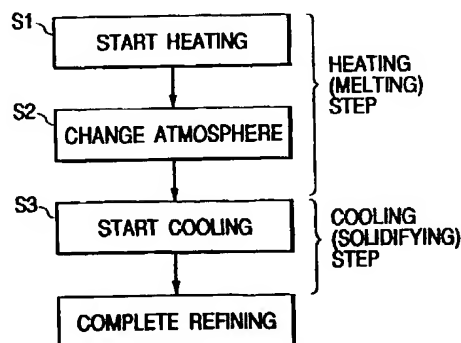 S1
START HEATING
HEATING
(MELTING)
STEP
S2
CHANGE ATMOSPHERE
S3
START COOLING
COOLING
(SOLIDIFYING)
STEP
COMPLETE REFINING